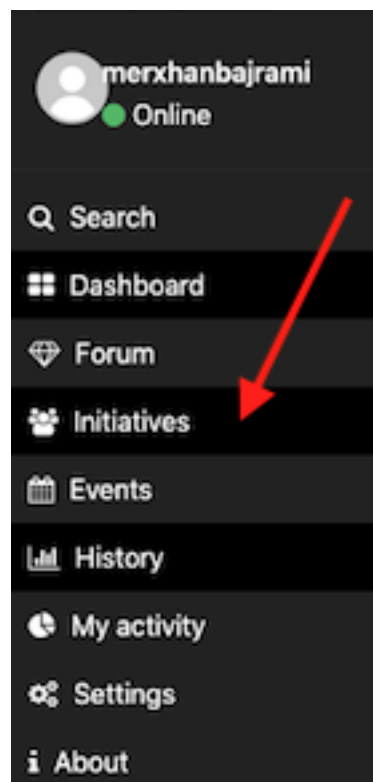 merxhanbajrami
Online
Search
Dashboard
Forum
Initiatives
Events
History
My activity
Settings
About